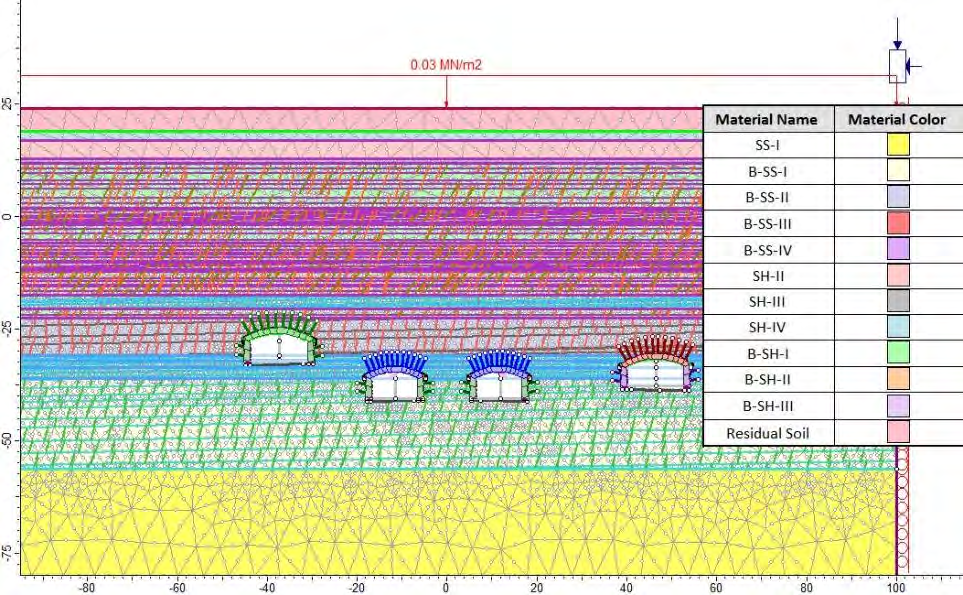 0.03 MN/m2
25
0
-25
-50
-75
Material Name Material Color
SS-I
B-SS-I
B-SS-II
B-SS-III
B-SS-IV
SH-II
SH-III
SH-IV
B-SH-I
B-SH-II
B-SH-III
Residual Soil
-80 -60 -40 -20 0 20 40 60 80 100